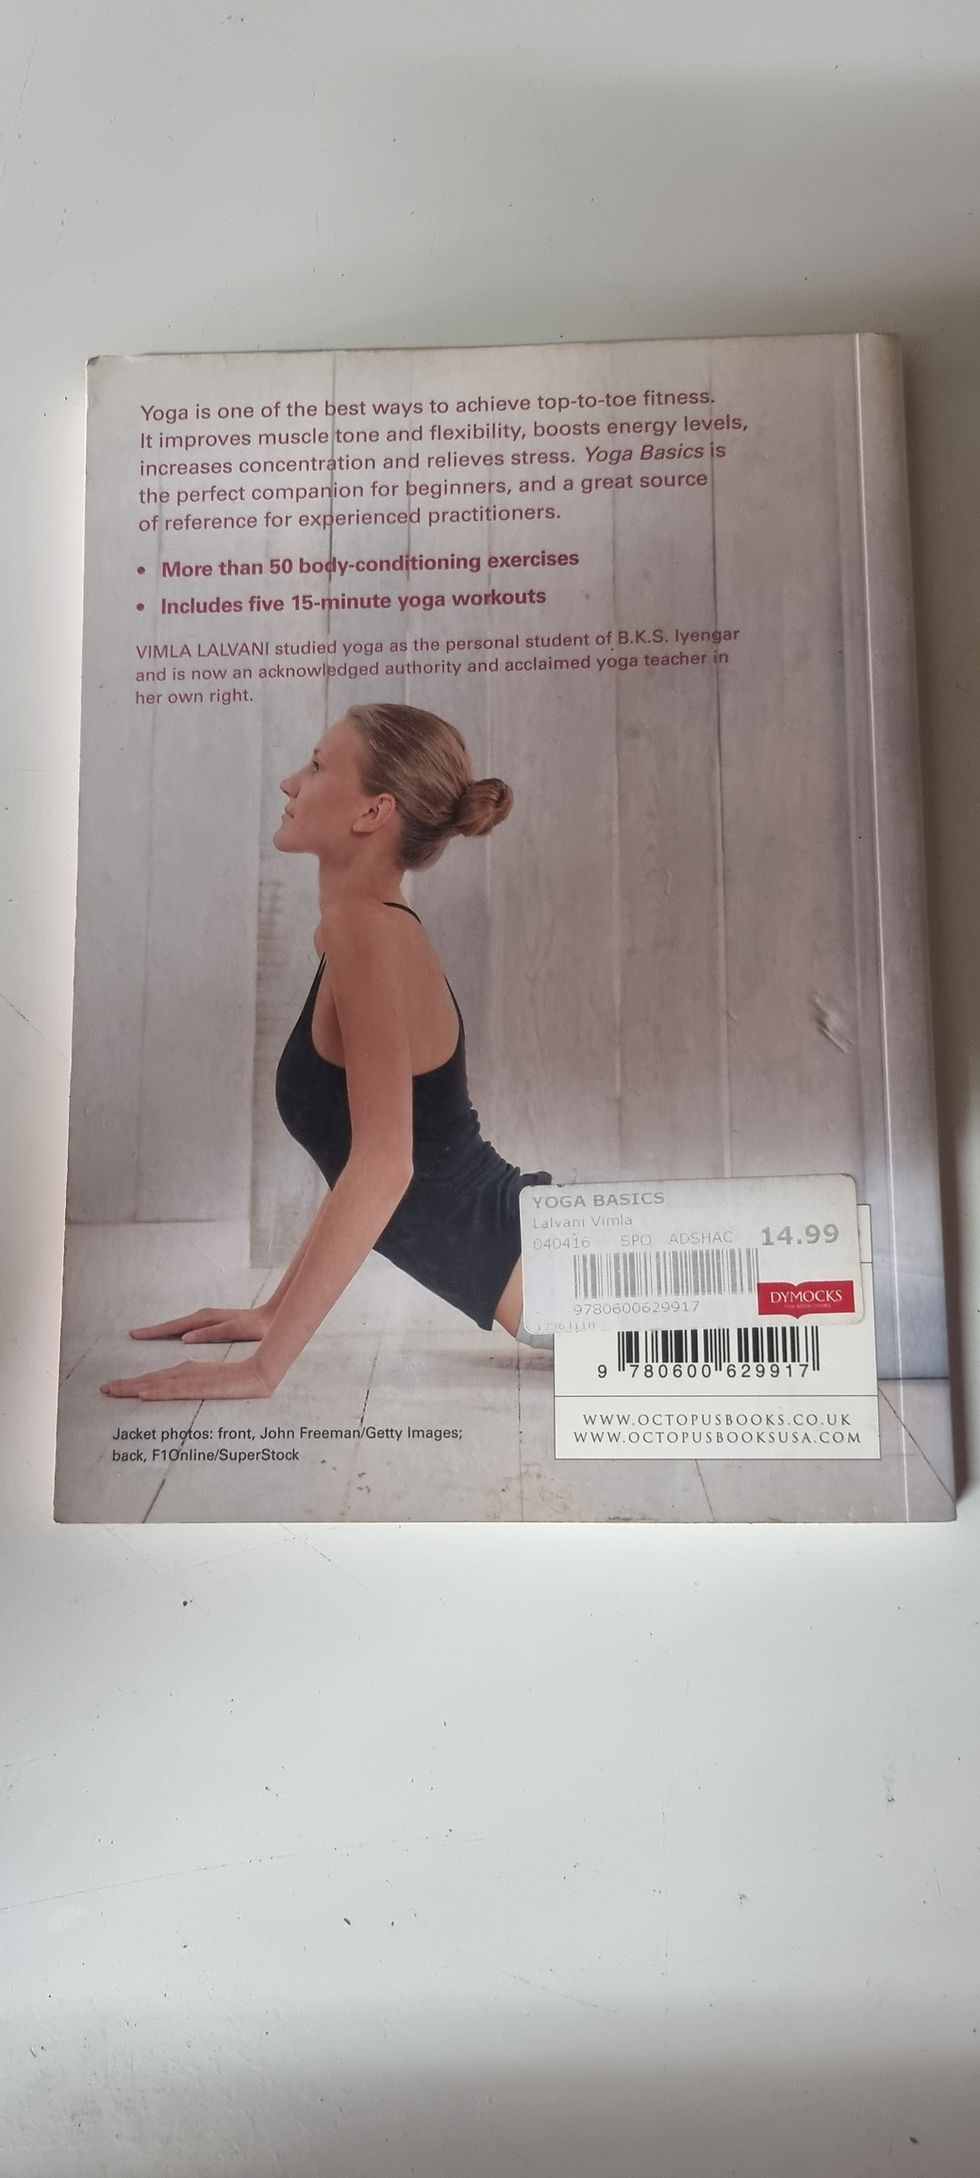 Yoga is one of the best ways to achieve top-to-toe fitness.
It improves muscle tone and flexibility, boosts energy levels,
increases concentration and relieves stress. Yoga Basics is
the perfect companion for beginners, and a great source
of reference for experienced practitioners.
• More than 50 body-conditioning exercises
• Includes five 15-minute yoga workouts
VIMLA LALVANI studied yoga as the personal student of B.K.S. Iyengar
and is now an acknowledged authority and acclaimed yoga teacher in
her own right.
YOGA BASICS
Lalvani Vimla
040416 SPO ADSHAC 14.99
DYMOCKS
9780600629917
9 780600 629917
WWW.OCTOPUSBOOKS.CO.UK
WWW.OCTOPUSBOOKSUSA.COM
Jacket photos: front, John Freeman/Getty Images;
back, F1Online/SuperStock